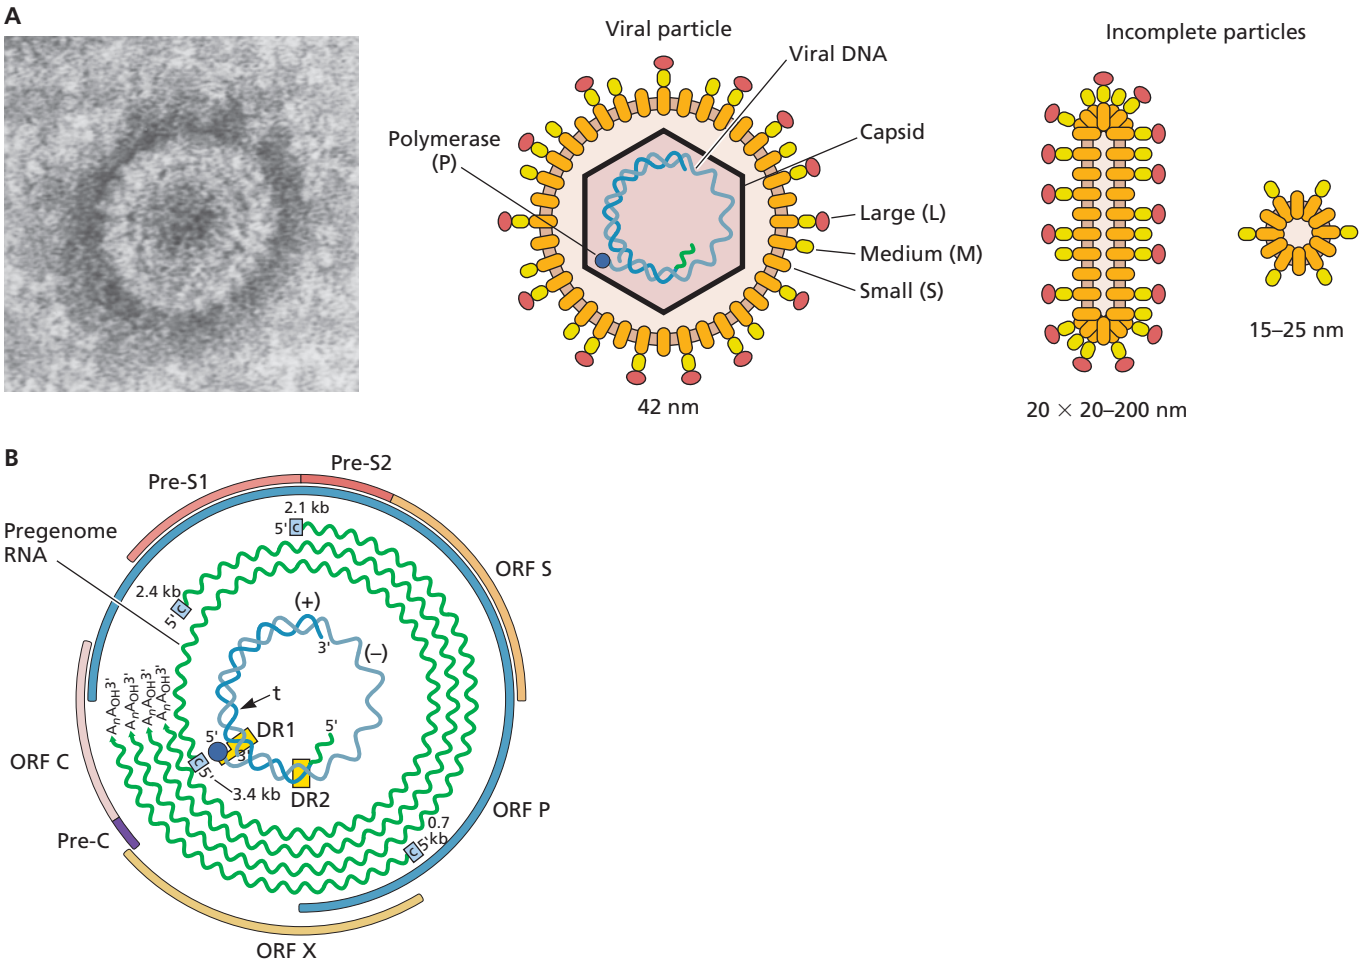 A
Viral particle
Viral DNA
Polymerase
(P)
Capsid
Large (L)
Medium (M)
Small (S)
42 nm
Incomplete particles
20 × 20–200 nm
15–25 nm
B
Pre-S1
Pre-S2
Pregenome
RNA
2.1 kb
5' C
ORF S
2.4 kb
5' C
(+)
3'
(–)
t
AnAOH3'
AnAOH3'
AnAOH3'
AnAOH3'
5'
DR1
3'
5'
C 5'
3.4 kb
DR2
ORF C
0.7
kb
C 5'
ORF P
Pre-C
ORF X